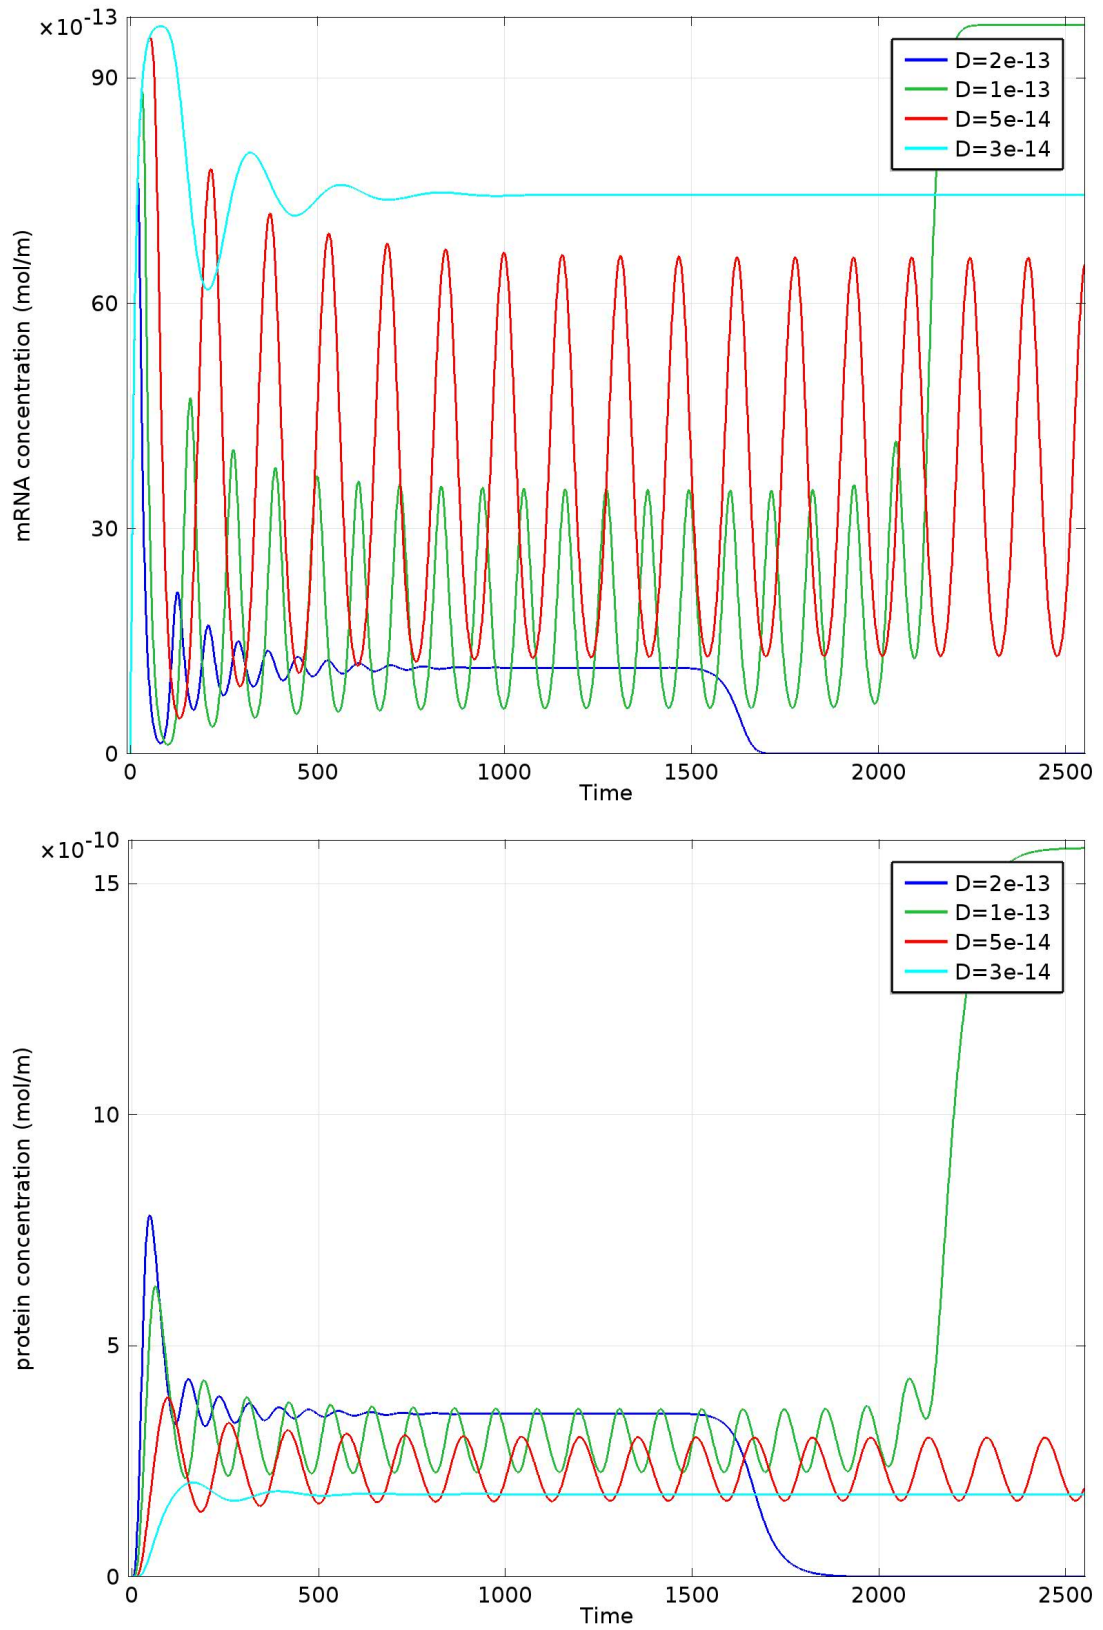 ×10-13
90
60
30
0
mRNA concentration (mol/m)
D=2e-13
D=1e-13
D=5e-14
D=3e-14
0 500 1000 1500 2000 2500
Time
×10-10
15
10
5
0
protein concentration (mol/m)
D=2e-13
D=1e-13
D=5e-14
D=3e-14
0 500 1000 1500 2000 2500
Time